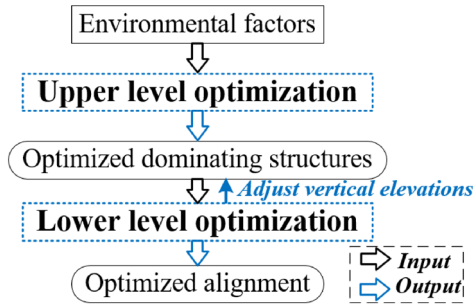 Environmental factors
Upper level optimization
Optimized dominating structures
Adjust vertical elevations
Lower level optimization
Optimized alignment
Input
Output